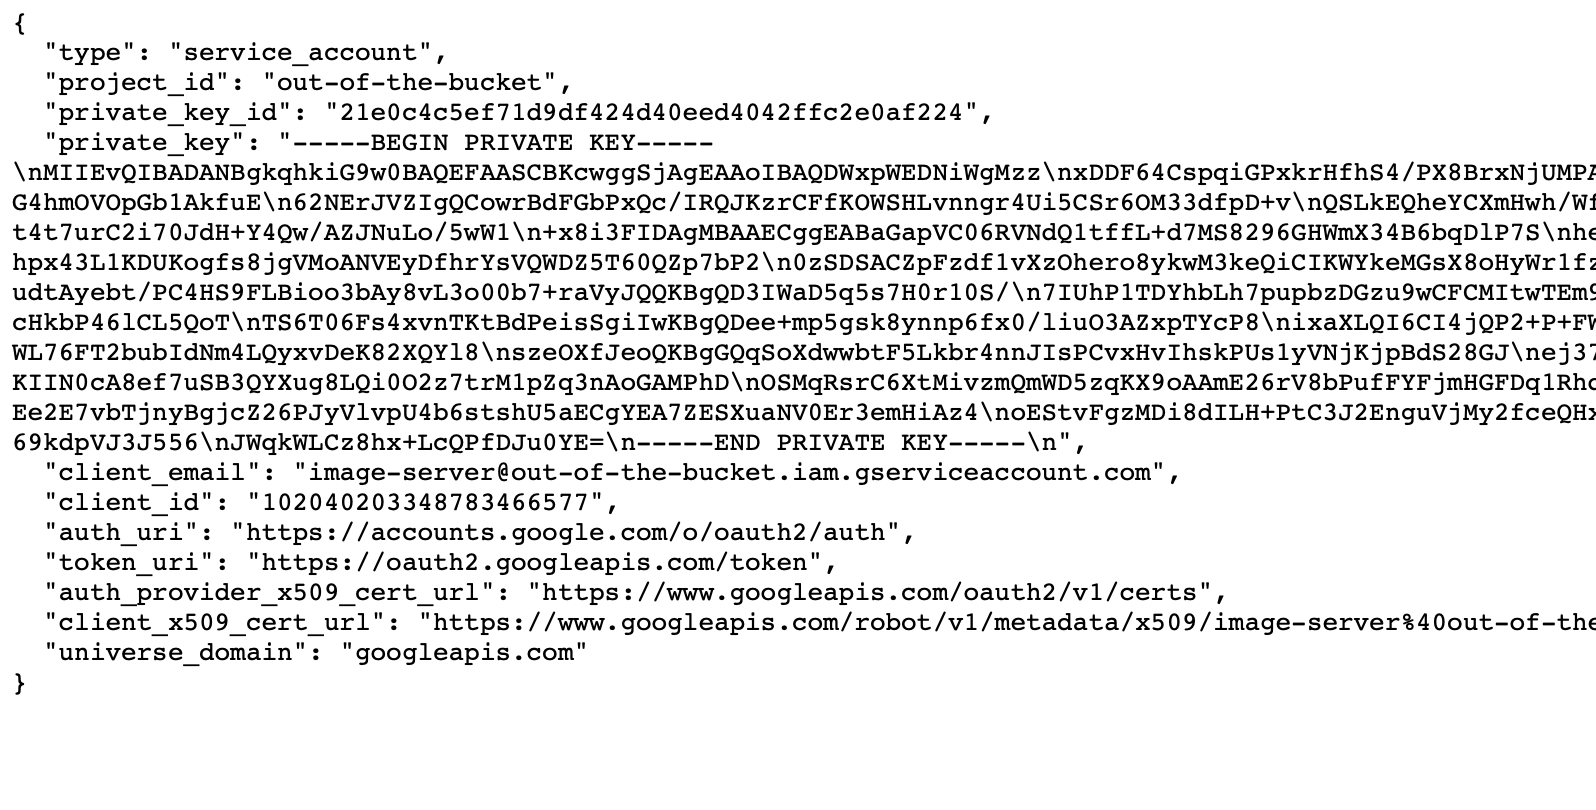 {
"type": "service_account",
"project_id": "out-of-the-bucket",
"private_key_id": "21e0c4c5ef71d9df424d40eed4042ffc2e0af224",
"private_key": "-----BEGIN PRIVATE KEY-----
\nMIIEvQIBADANBgkqhkiG9w0BAQEFAASCBKcwggSjAgEAAoIBAQDWxpWEDNiWgMzz\nxDDF64CspqiGPxkrHfhS4/PX8BrxNjUMPA
G4hmOVOpGb1AkfuE\n62NErJVZIgQCowrBdFGbPxQc/IRQJKzrCFfKOWSHLvnngr4Ui5CSr6OM33dfpD+v\nQSLkEQheYCXmHwh/Wf
t4t7urC2i70JdH+Y4Qw/AZJNuLo/5wW1\n+x8i3FIDAgMBAAECggEABaGapVC06RVNdQ1tffL+d7MS8296GHWmX34B6bqDlP7S\nhe
hpx43L1KDUKogfs8jgVMoANVEyDfhrYsVQWDZ5T60QZp7bP2\n0zSDSACZpFzdf1vXzOhero8ykwM3keQiCIKWYkeMGsX8oHyWr1fz
udtAyebt/PC4HS9FLBioo3bAy8vL3o00b7+raVyJQQKBgQD3IWaD5q5s7H0r10S/\n7IUhP1TDYhbLh7pupbzDGzu9wCFCMItwTEm9
cHkbP46lCL5QoT\nTS6T06Fs4xvnTKtBdPeisSgiIwKBgQDee+mp5gsk8ynnp6fx0/liuO3AZxpTYcP8\nixaXLQI6CI4jQP2+P+FW
WL76FT2bubIdNm4LQyxvDeK82XQYl8\nszeOXfJeoQKBgGQqSoXdwwbtF5Lkbr4nnJIsPCvxHvIhskPUs1yVNjKjpBdS28GJ\nej37
KIIN0cA8ef7uSB3QYXug8LQi0O2z7trM1pZq3nAoGAMPhD\nOSMqRsrC6XtMivzmQmWD5zqKX9oAAmE26rV8bPufFYFjmHGFDq1Rhc
Ee2E7vbTjnyBgjcZ26PJyVlvpU4b6stshU5aECgYEA7ZESXuaNV0Er3emHiAz4\noEStvFgzMDi8dILH+PtC3J2EnguVjMy2fceQHx
69kdpVJ3J556\nJWqkWLCz8hx+LcQPfDJu0YE=\n-----END PRIVATE KEY-----\n",
"client_email": "image-server@out-of-the-bucket.iam.gserviceaccount.com",
"client_id": "102040203348783466577",
"auth_uri": "https://accounts.google.com/o/oauth2/auth",
"token_uri": "https://oauth2.googleapis.com/token",
"auth_provider_x509_cert_url": "https://www.googleapis.com/oauth2/v1/certs",
"client_x509_cert_url": "https://www.googleapis.com/robot/v1/metadata/x509/image-server%40out-of-the
"universe_domain": "googleapis.com"
}